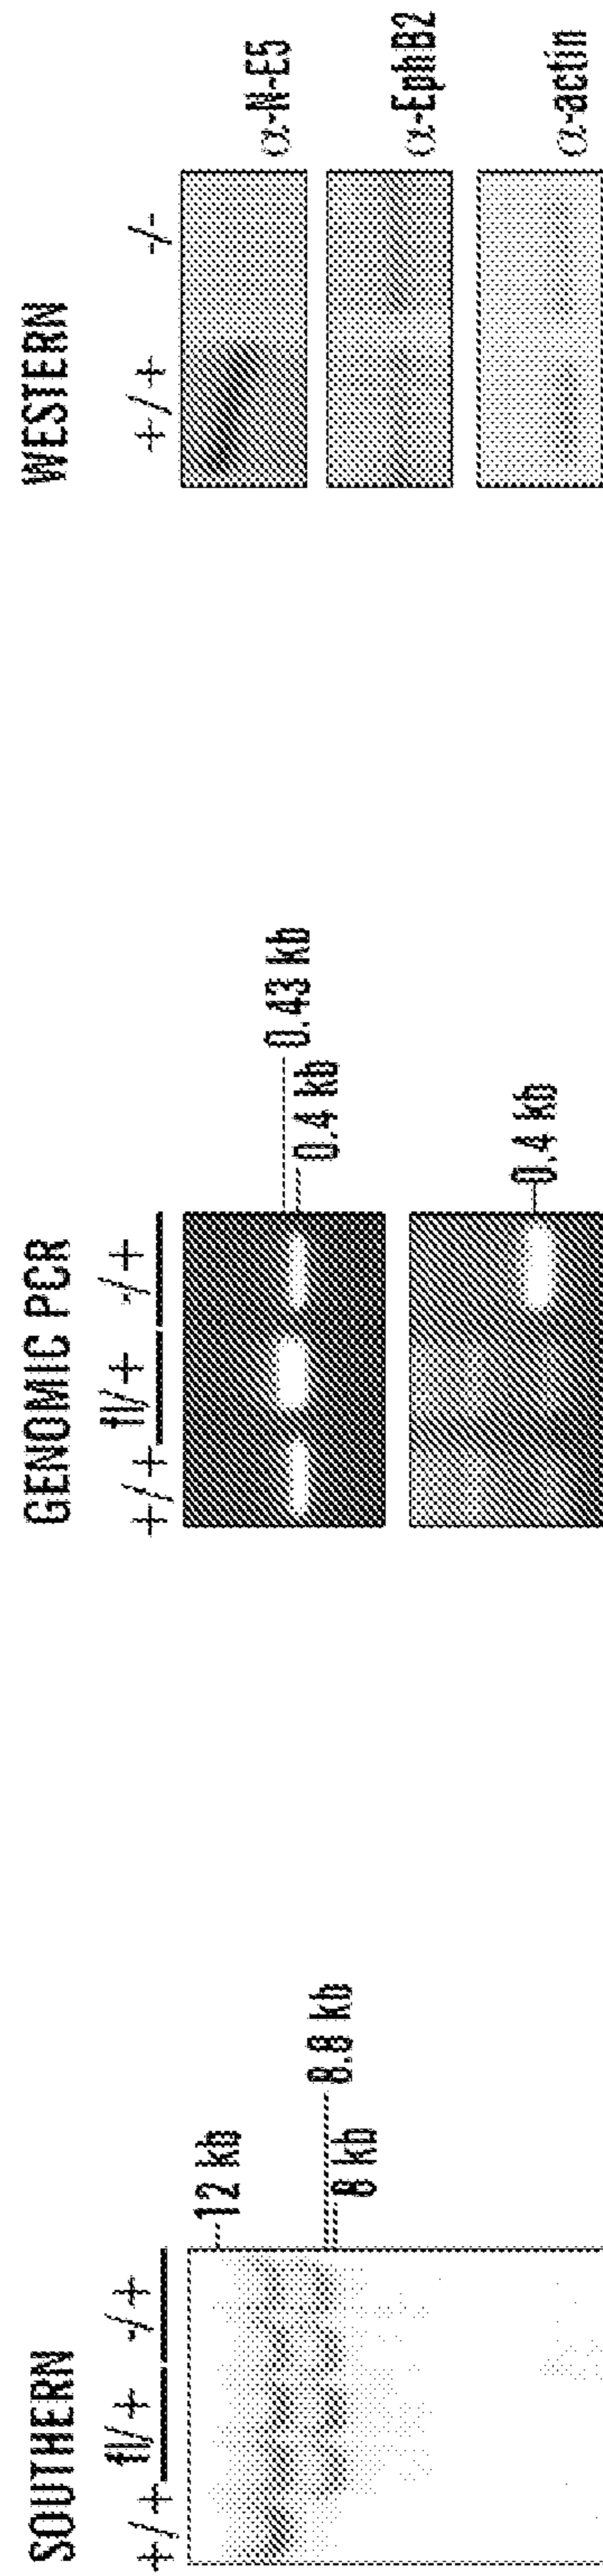 SOUTHERN
+/+ fl/+ -/+
12 kb
8.8 kb
8 kb
GENOMIC PCR
+/+ fl/+ -/+
0.43 kb
0.4 kb
0.4 kb
WESTERN
+/+ -/-
α-N-E5
α-EphB2
α-actin